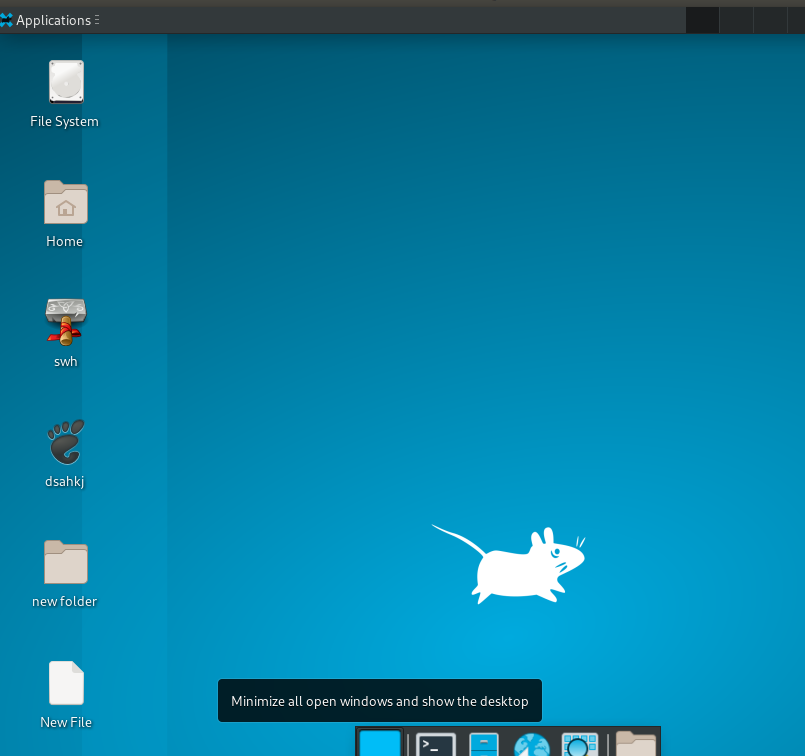 Applications
File System
Home
swh
dsahkj
new folder
New File
Minimize all open windows and show the desktop
>_